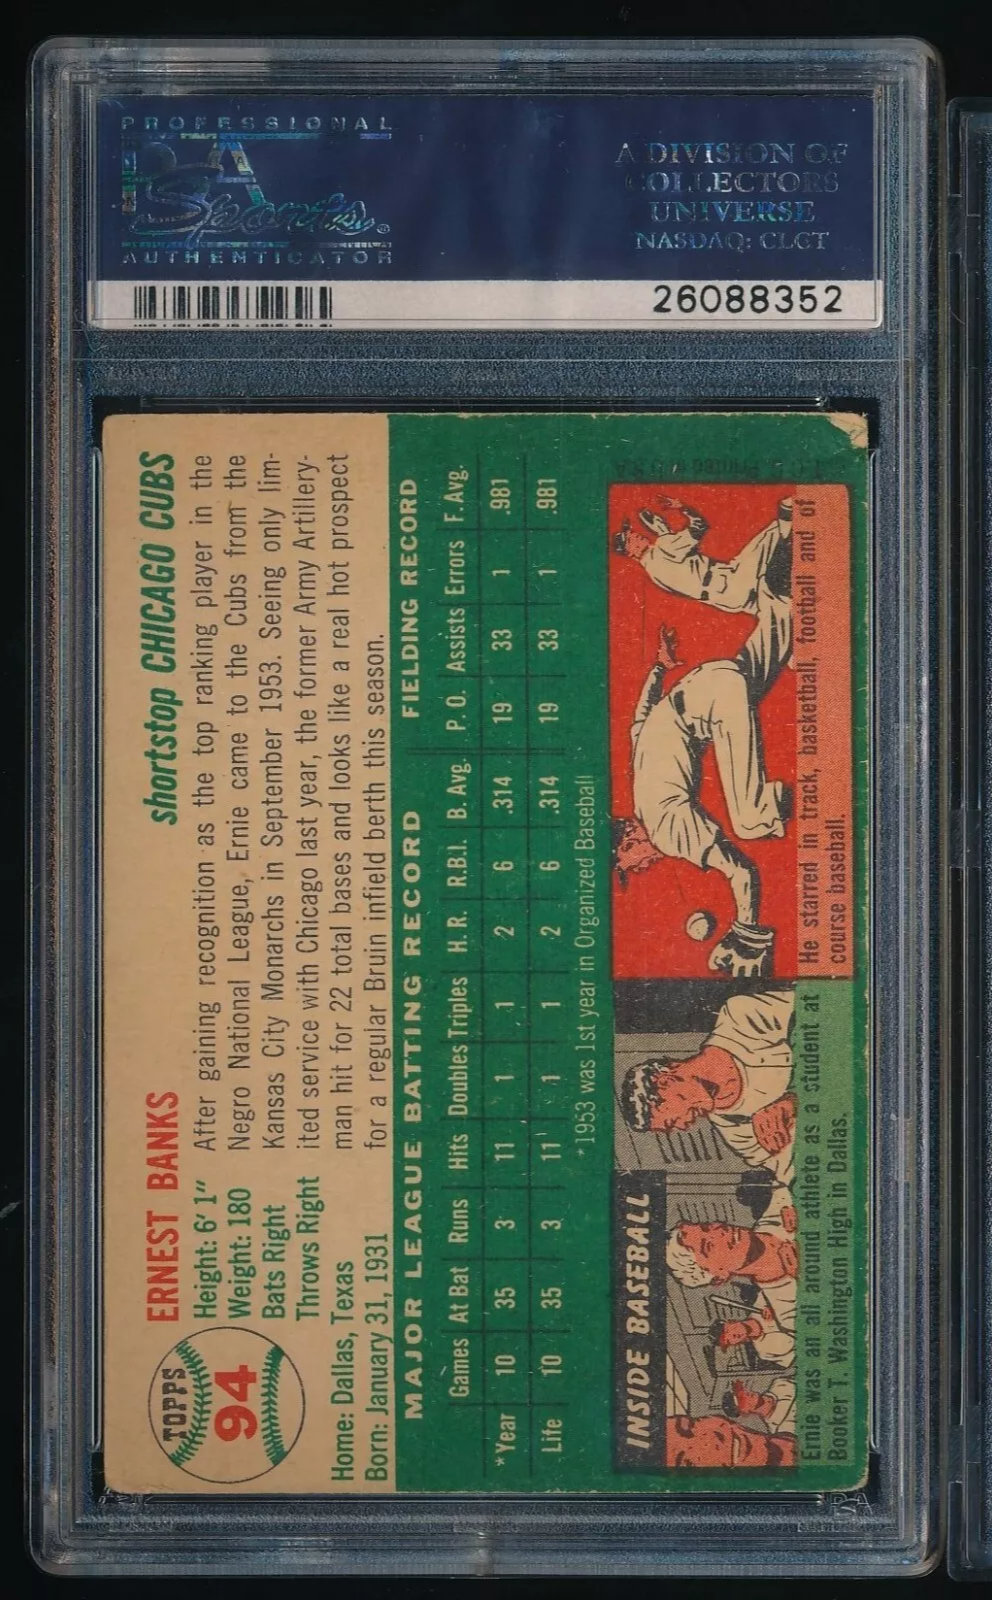 PROFESSIONAL
PSA
Sports®
AUTHENTICATOR
A DIVISION OF
COLLECTORS
UNIVERSE
NASDAQ: CLCT
26088352
TOPPS
94
ERNEST BANKS
shortstop CHICAGO CUBS
Height: 6' 1"
Weight: 180
Bats Right
Throws Right
Home: Dallas, Texas
Born: January 31, 1931
After gaining recognition as the top ranking player in the
Negro National League, Ernie came to the Cubs from the
Kansas City Monarchs in September 1953. Seeing only lim-
ited service with Chicago last year, the former Army Artillery-
man hit for 22 total bases and looks like a real hot prospect
for a regular Bruin infield berth this season.
MAJOR LEAGUE BATTING RECORD FIELDING RECORD
Games At Bat Runs Hits Doubles Triples H. R. R.B.I. B. Avg. P. O. Assists Errors F. Avg.
*Year 10 35 3 11 1 1 2 6 .314 19 33 1 .981
Life 10 35 3 11 1 1 2 6 .314 19 33 1 .981
*1953 was 1st year in Organized Baseball
INSIDE BASEBALL
Ernie was an all around athlete as a student at
Booker T. Washington High in Dallas.
He starred in track, basketball, football and of
course baseball.